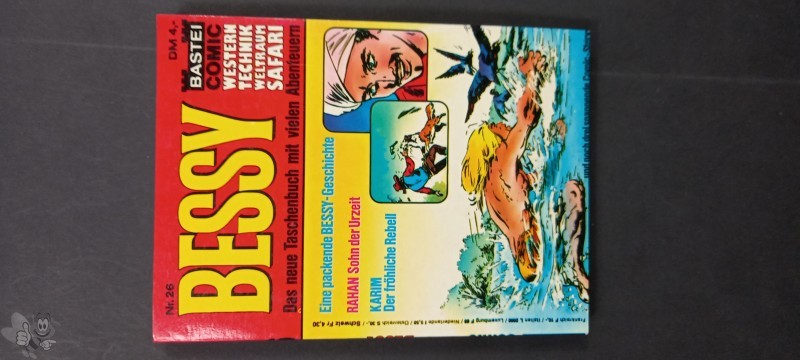 Nr. 26
DM 4,-
BASTEI
COMIC
WESTERN
TECHNIK
WELTRAUM
SAFARI
BESSY
Das neue Taschenbuch mit vielen Abenteuern
Eine packende BESSY-Geschichte
RAHAN Sohn der Urzeit
KARIM
Der fröhliche Rebell